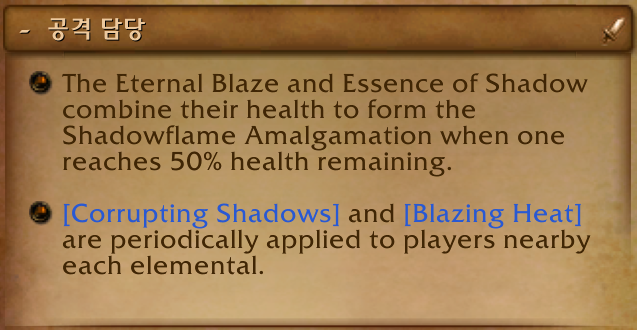 - 공격 담당
The Eternal Blaze and Essence of Shadow
combine their health to form the
Shadowflame Amalgamation when one
reaches 50% health remaining.
[Corrupting Shadows] and [Blazing Heat]
are periodically applied to players nearby
each elemental.